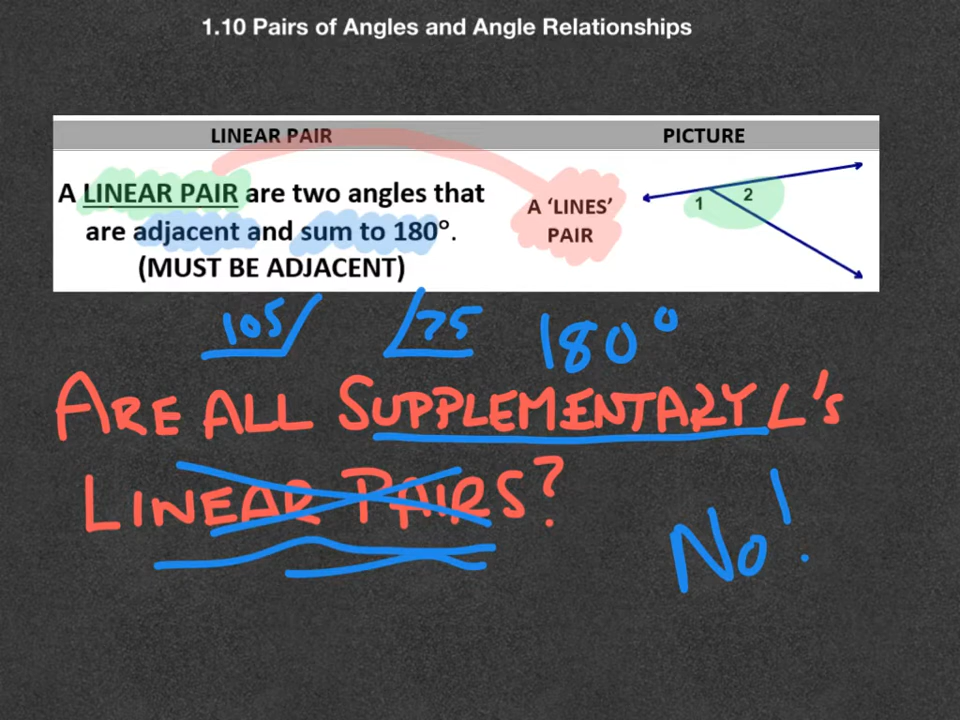 1.10 Pairs of Angles and Angle Relationships
LINEAR PAIR
PICTURE
A LINEAR PAIR are two angles that
are adjacent and sum to 180°.
(MUST BE ADJACENT)
A ‘LINES’
PAIR
1
2
105
75
180°
ARE ALL SUPPLEMENTARY ∠'s
LINEAR PAIRS?
No!